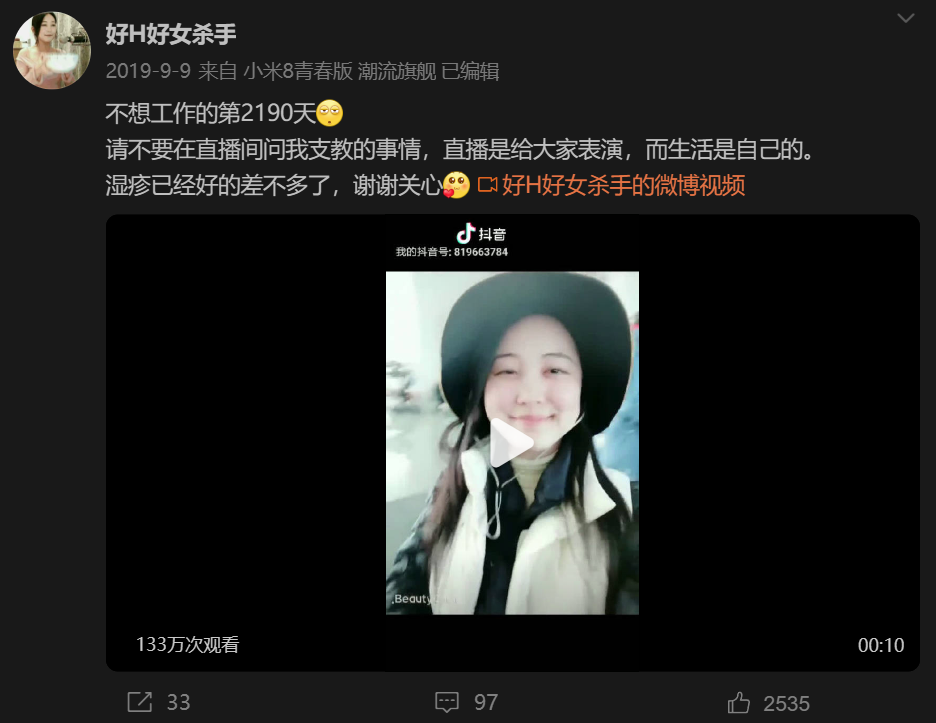 好H好女杀手
2019-9-9 来自 小米8青春版 潮流旗舰 已编辑
不想工作的第2190天🙄
请不要在直播间问我支教的事情，直播是给大家表演，而生活是自己的。
湿疹已经好的差不多了，谢谢关心🥰 好H好女杀手的微博视频
抖音
我的抖音号: 819663784
Beauty
133万次观看
00:10
33
97
2535